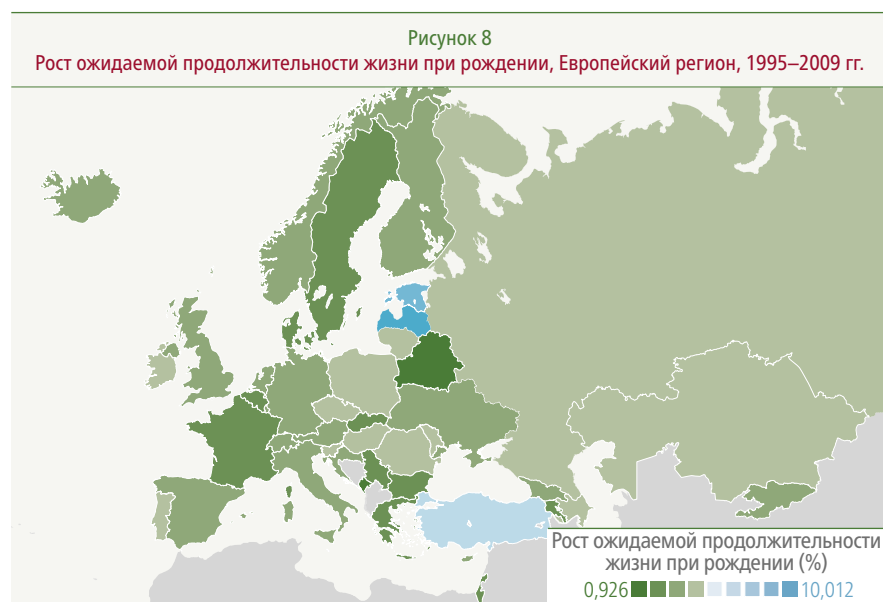 Рисунок 8
Рост ожидаемой продолжительности жизни при рождении, Европейский регион, 1995–2009 гг.
Рост ожидаемой продолжительности
жизни при рождении (%)
0,926 10,012